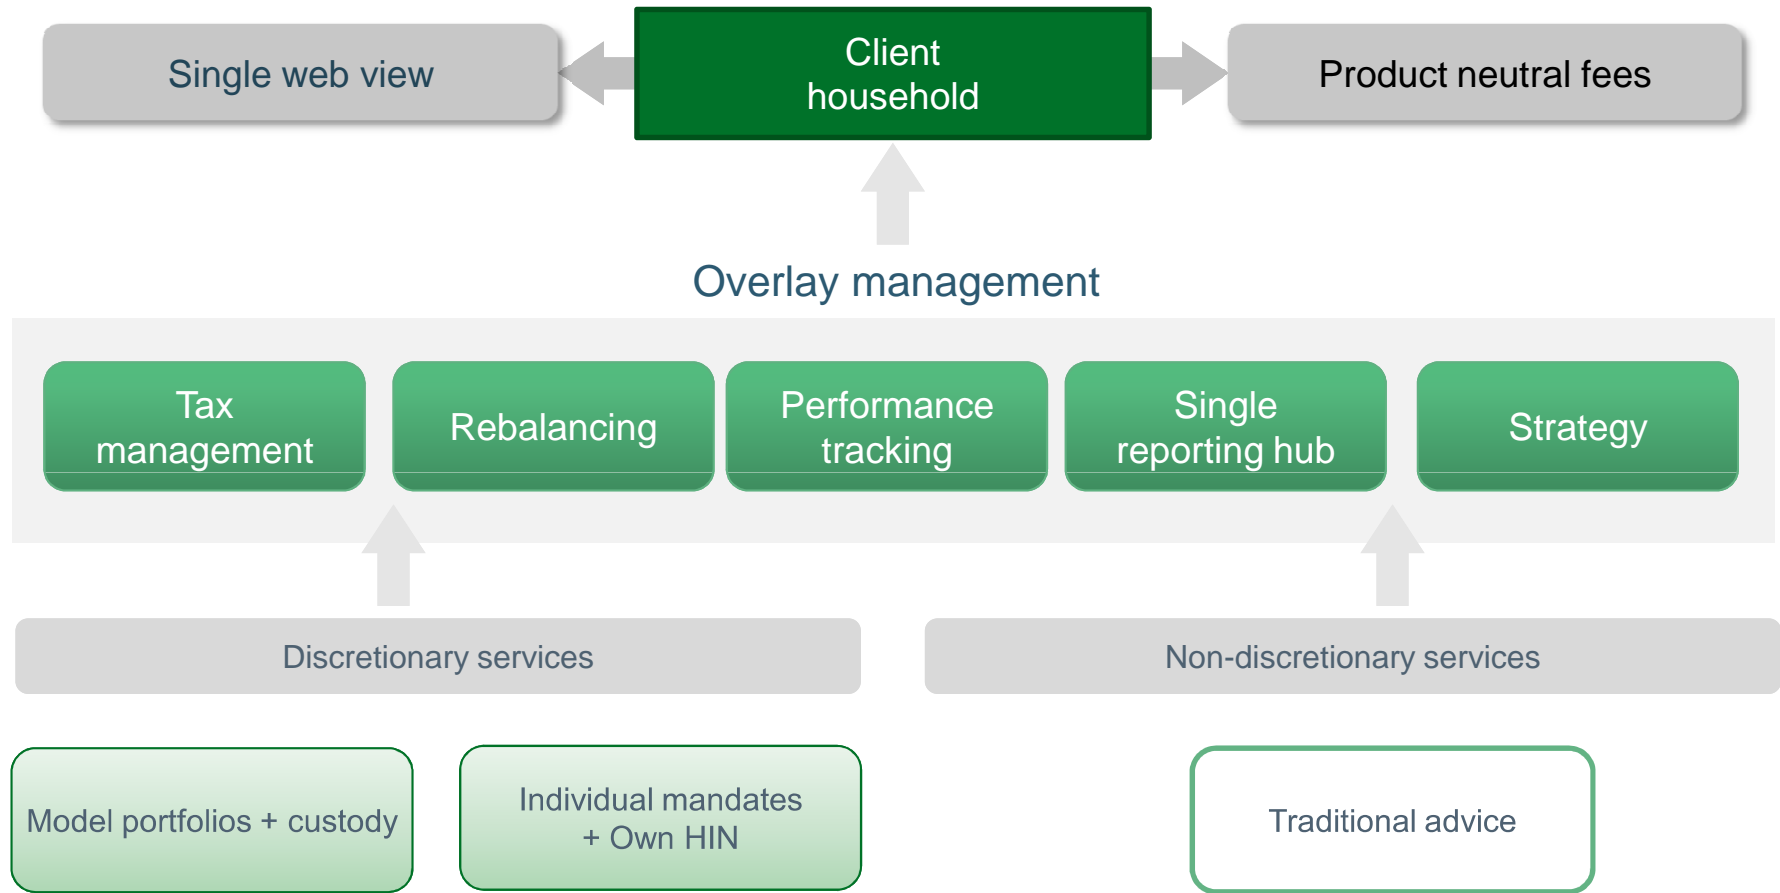 Single web view
Client
household
Product neutral fees
Overlay management
Tax
management
Rebalancing
Performance
tracking
Single
reporting hub
Strategy
Discretionary services
Non-discretionary services
Model portfolios + custody
Individual mandates
+ Own HIN
Traditional advice